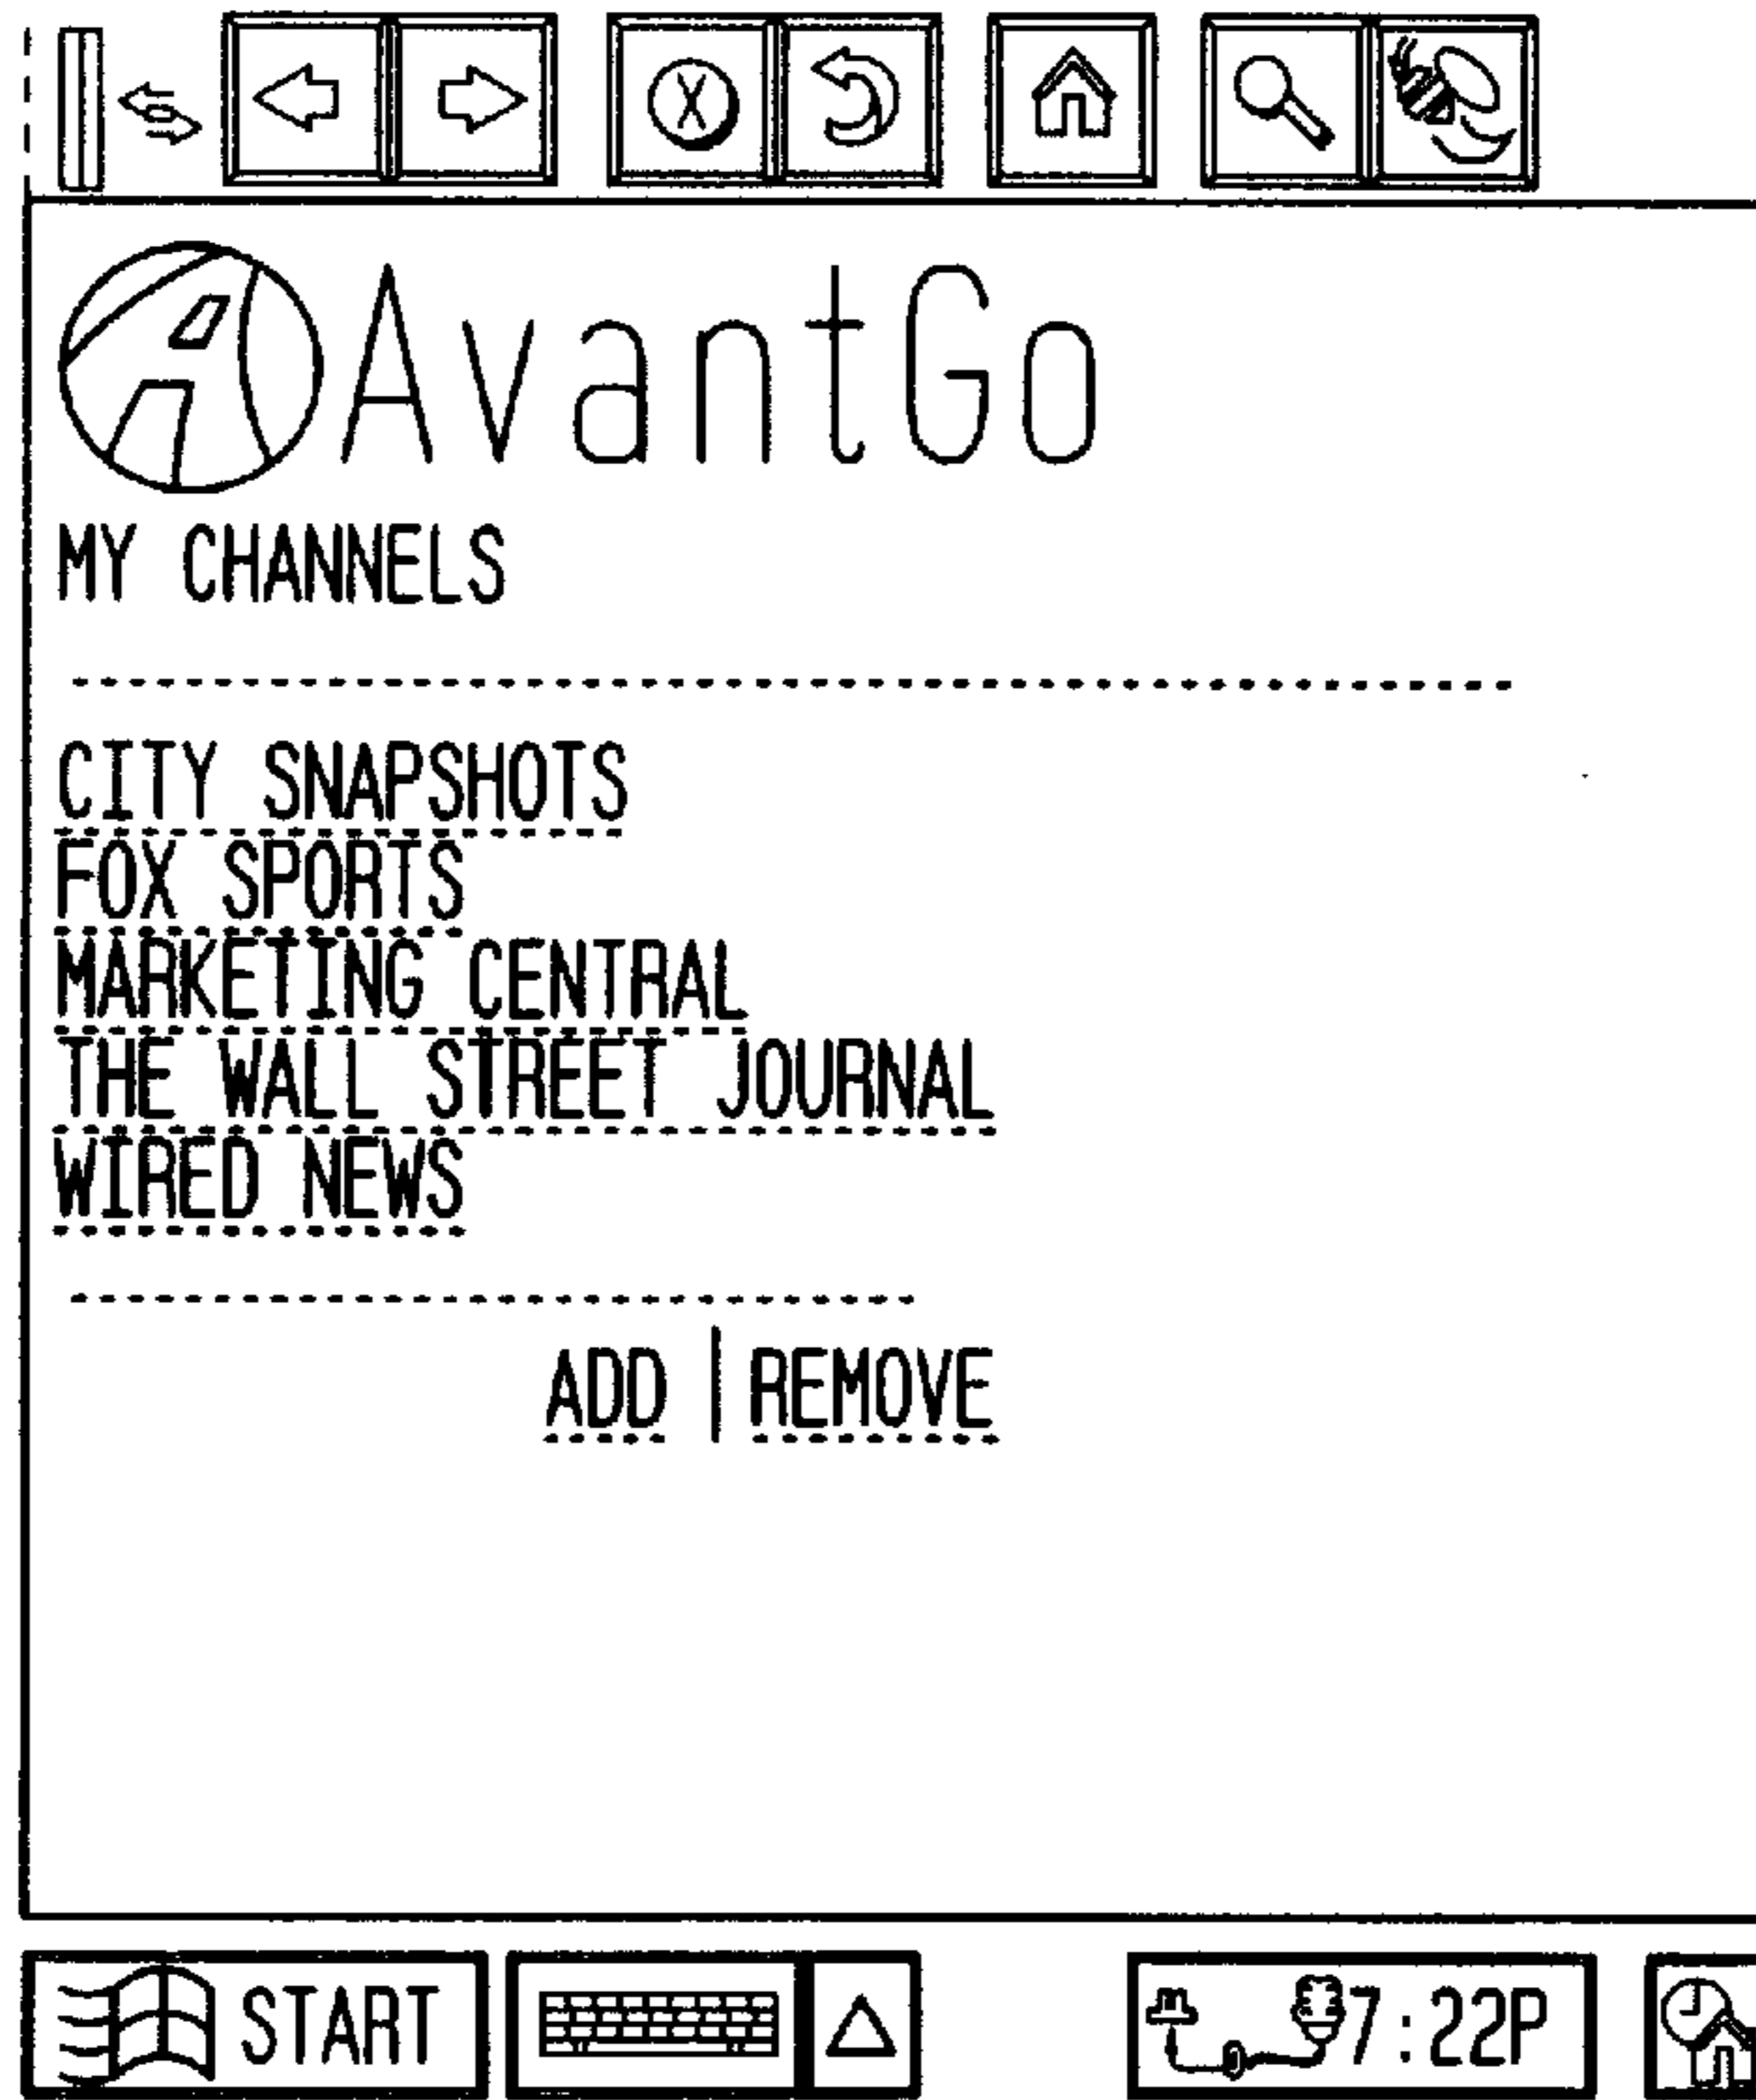 AvantGo
MY CHANNELS
CITY SNAPSHOTS
FOX SPORTS
MARKETING CENTRAL
THE WALL STREET JOURNAL
WIRED NEWS
ADD | REMOVE
START 7:22P